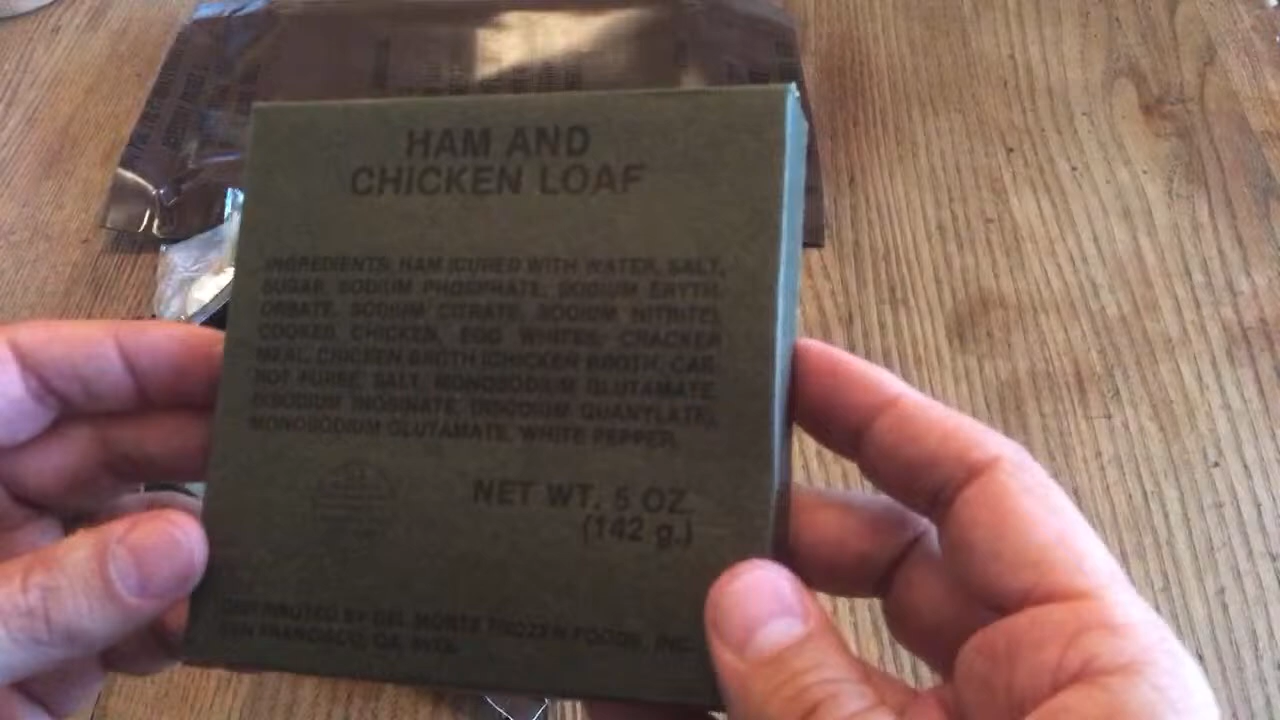 HAM AND
CHICKEN LOAF
INGREDIENTS: HAM (CURED WITH WATER, SALT,
SUGAR, SODIUM PHOSPHATE, SODIUM ERYTH-
ORBATE, SODIUM CITRATE, SODIUM NITRITE),
COOKED CHICKEN, EGG WHITES, CRACKER
MEAL, CHICKEN BROTH (CHICKEN BROTH, CAR-
ROT PUREE, SALT, MONOSODIUM GLUTAMATE,
DISODIUM INOSINATE, DISODIUM GUANYLATE),
MONOSODIUM GLUTAMATE, WHITE PEPPER.
NET WT. 5 OZ.
(142 g.)
DISTRIBUTED BY DEL MONTE FROZEN FOODS, INC.
SAN FRANCISCO, CA